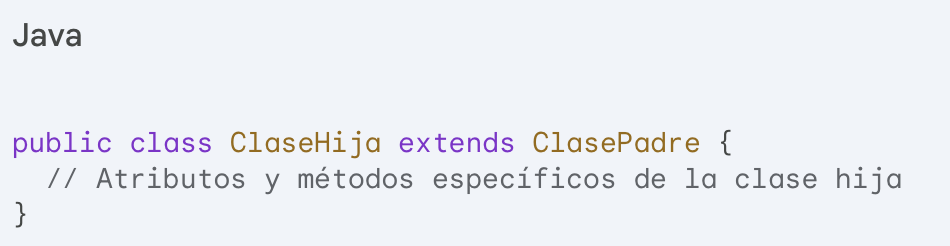 Java
public class ClaseHija extends ClasePadre {
  // Atributos y métodos específicos de la clase hija
}